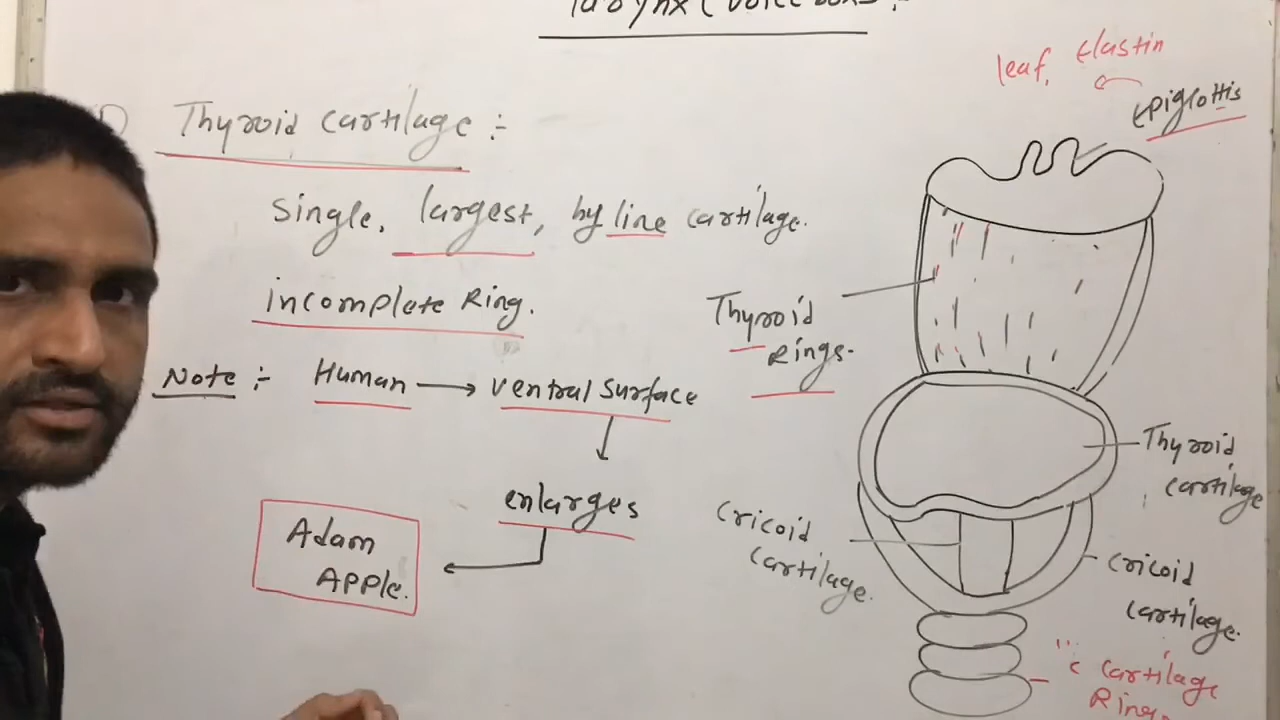 Larynx (Voice box) :-
1) Thyroid cartilage :-
Single, largest, hyline cartilage.
incomplete Ring.
Note :- Human → ventral surface
enlarges
Adam
Apple.
leaf, Elastin
Epiglottis
Thyroid
Rings.
Thyroid
cartilage
Cricoid
cartilage.
Cricoid
cartilage.
"c cartilage
Rings